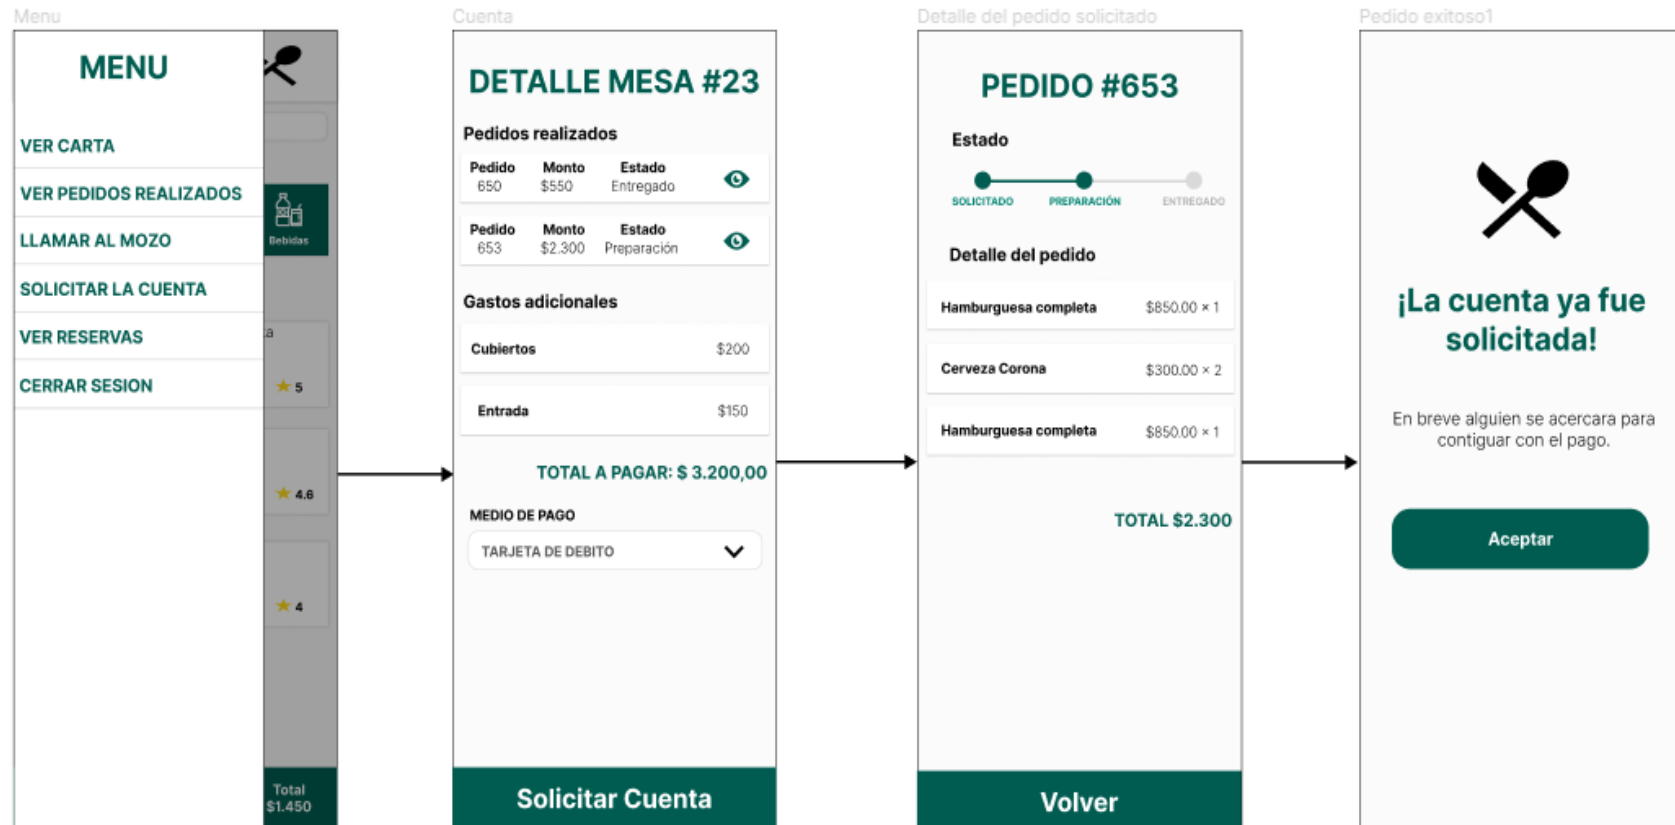 Menu
MENU
VER CARTA
VER PEDIDOS REALIZADOS
LLAMAR AL MOZO
SOLICITAR LA CUENTA
VER RESERVAS
CERRAR SESION
Bebidas
a
5
4.6
4
Total
$1.450
Cuenta
DETALLE MESA #23
Pedidos realizados
Pedido Monto Estado
650 $550 Entregado
Pedido Monto Estado
653 $2.300 Preparación
Gastos adicionales
Cubiertos $200
Entrada $150
TOTAL A PAGAR: $ 3.200,00
MEDIO DE PAGO
TARJETA DE DEBITO
Solicitar Cuenta
Detalle del pedido solicitado
PEDIDO #653
Estado
SOLICITADO PREPARACIÓN ENTREGADO
Detalle del pedido
Hamburguesa completa $850.00 × 1
Cerveza Corona $300.00 × 2
Hamburguesa completa $850.00 × 1
TOTAL $2.300
Volver
Pedido exitoso1
¡La cuenta ya fue
solicitada!
En breve alguien se acercara para
contiguar con el pago.
Aceptar